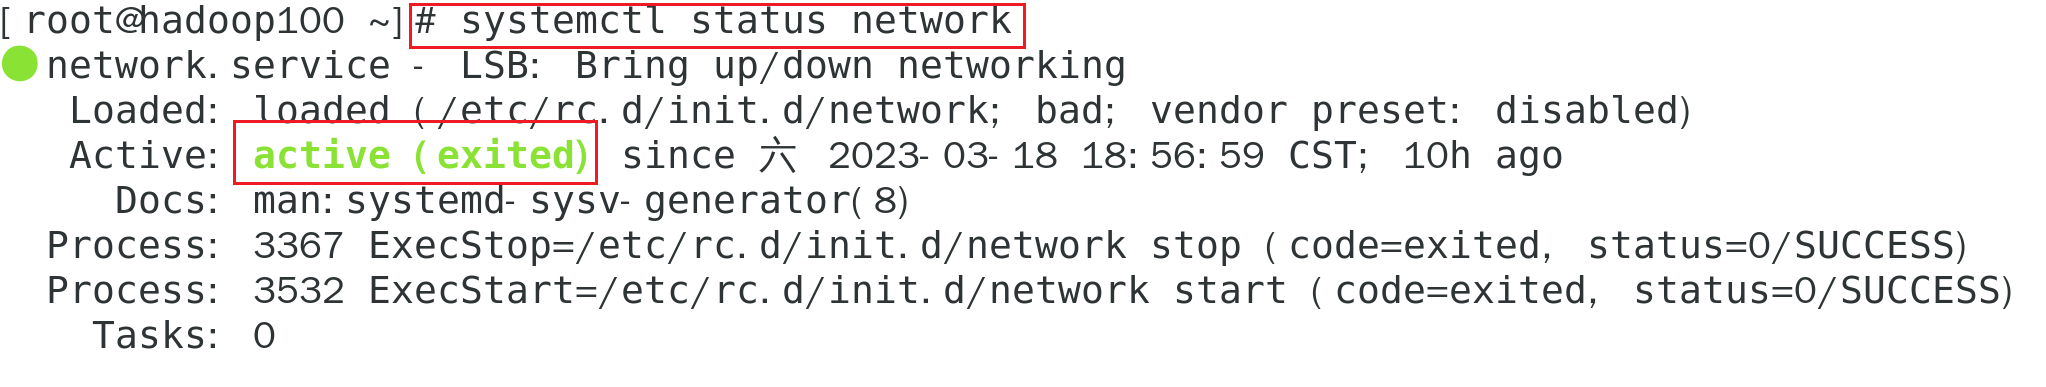 [root@hadoop100 ~]# systemctl status network
● network.service - LSB: Bring up/down networking
Loaded: loaded (/etc/rc.d/init.d/network; bad; vendor preset: disabled)
Active: active (exited) since 六 2023-03-18 18:56:59 CST; 10h ago
Docs: man:systemd-sysv-generator(8)
Process: 3367 ExecStop=/etc/rc.d/init.d/network stop (code=exited, status=0/SUCCESS)
Process: 3532 ExecStart=/etc/rc.d/init.d/network start (code=exited, status=0/SUCCESS)
Tasks: 0